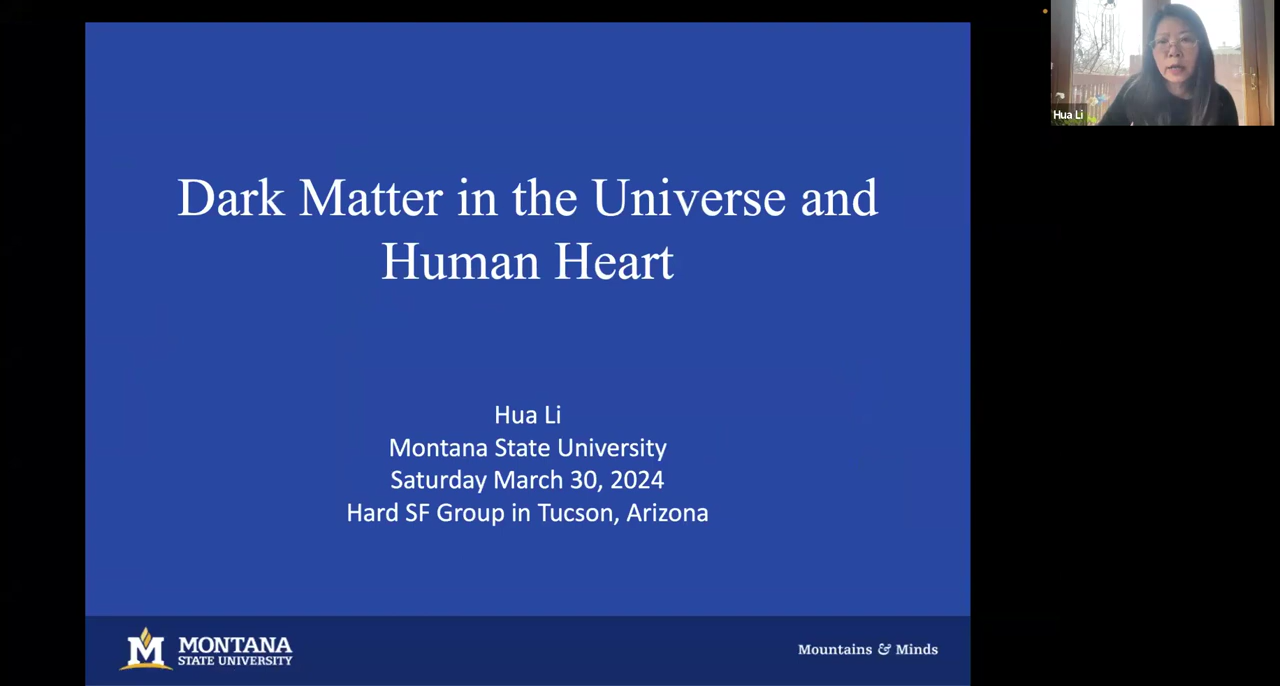 Dark Matter in the Universe and
Human Heart
Hua Li
Montana State University
Saturday March 30, 2024
Hard SF Group in Tucson, Arizona
M MONTANA
STATE UNIVERSITY
Mountains & Minds
Hua Li